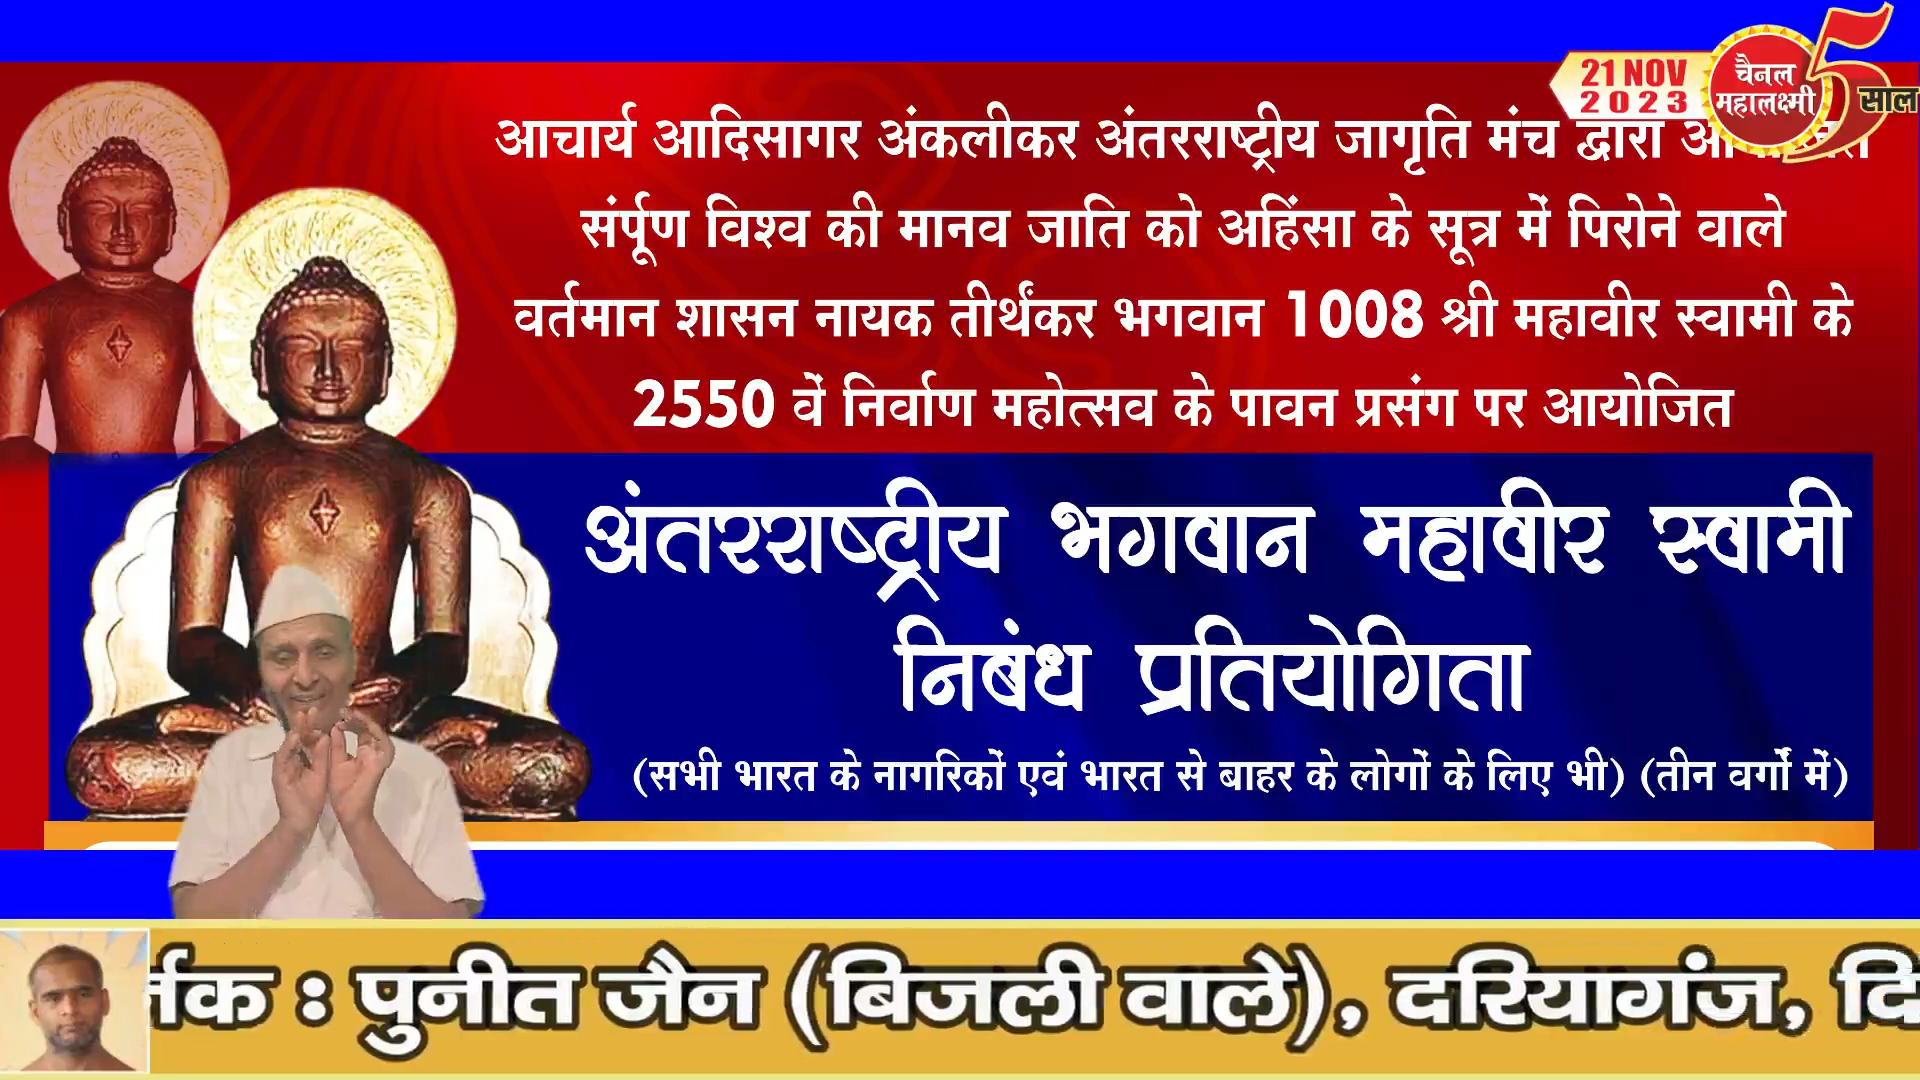 21 NOV
2023
चैनल
महालक्ष्मी
5
साल
आचार्य आदिसागर अंकलीकर अंतरराष्ट्रीय जागृति मंच द्वारा
संर्पूण विश्व की मानव जाति को अहिंसा के सूत्र में पिरोने वाले
वर्तमान शासन नायक तीर्थंकर भगवान 1008 श्री महावीर स्वामी के
2550 वें निर्वाण महोत्सव के पावन प्रसंग पर आयोजित
अंतरराष्ट्रीय भगवान महावीर स्वामी
निबंध प्रतियोगिता
(सभी भारत के नागरिकों एवं भारत से बाहर के लोगों के लिए भी) (तीन वर्गों में)
: पुनीत जैन (बिजली वाले), दरियागंज,